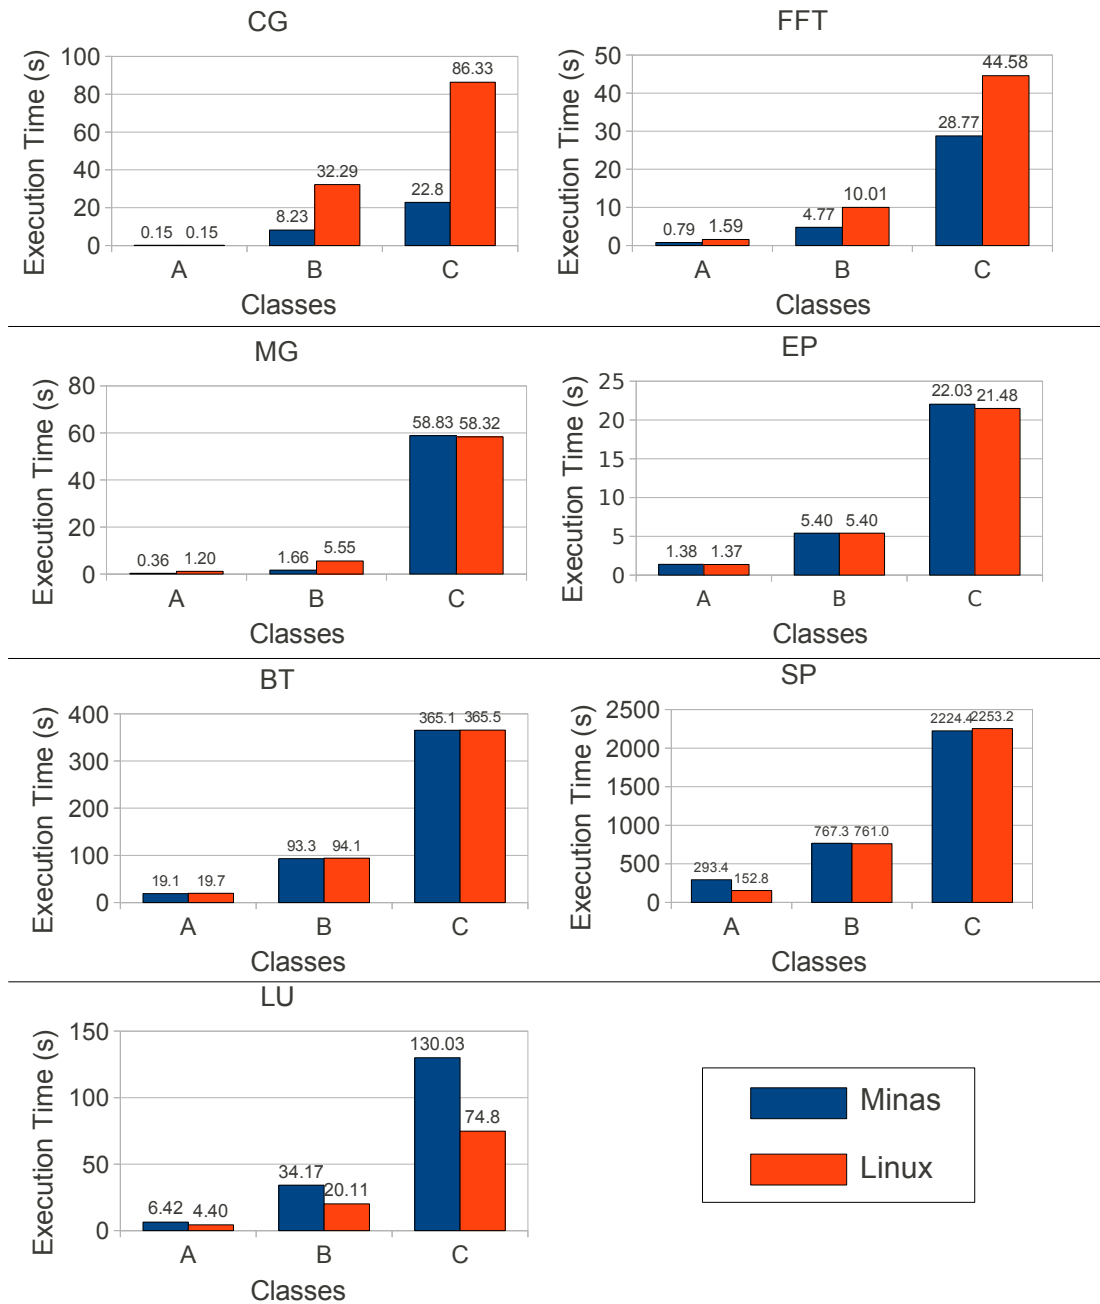 CG
Execution Time (s)
100
80
60
40
20
0
0.15 0.15
8.23
32.29
22.8
86.33
A B C
Classes
FFT
Execution Time (s)
50
40
30
20
10
0
0.79 1.59
4.77
10.01
28.77
44.58
A B C
Classes
MG
Execution Time (s)
80
60
40
20
0
0.36 1.20
1.66
5.55
58.83 58.32
A B C
Classes
EP
Execution Time (s)
25
20
15
10
5
0
1.38 1.37
5.40 5.40
22.03 21.48
A B C
Classes
BT
Execution Time (s)
400
300
200
100
0
19.1 19.7
93.3 94.1
365.1 365.5
A B C
Classes
SP
Execution Time (s)
2500
2000
1500
1000
500
0
293.4
152.8
767.3 761.0
2224.4 2253.2
A B C
Classes
LU
Execution Time (s)
150
100
50
0
6.42 4.40
34.17
20.11
130.03
74.8
A B C
Classes
Minas
Linux